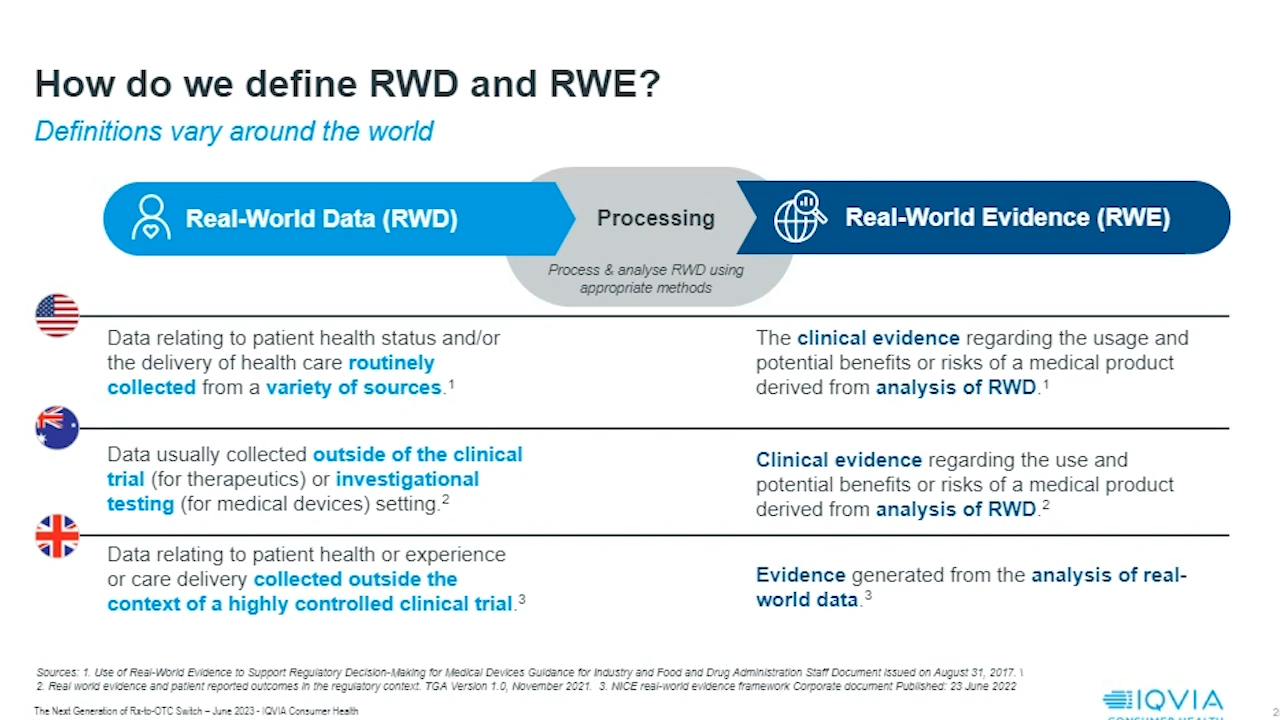 How do we define RWD and RWE?
Definitions vary around the world
Real-World Data (RWD)
Processing
Real-World Evidence (RWE)
Process & analyse RWD using
appropriate methods
Data relating to patient health status and/or
the delivery of health care routinely
collected from a variety of sources.1
The clinical evidence regarding the usage and
potential benefits or risks of a medical product
derived from analysis of RWD.1
Data usually collected outside of the clinical
trial (for therapeutics) or investigational
testing (for medical devices) setting.2
Clinical evidence regarding the use and
potential benefits or risks of a medical product
derived from analysis of RWD.2
Data relating to patient health or experience
or care delivery collected outside the
context of a highly controlled clinical trial.3
Evidence generated from the analysis of real-
world data.3
Sources: 1. Use of Real-World Evidence to Support Regulatory Decision-Making for Medical Devices Guidance for Industry and Food and Drug Administration Staff Document issued on August 31, 2017. \
2. Real world evidence and patient reported outcomes in the regulatory context. TGA Version 1.0, November 2021. 3. NICE real-world evidence framework Corporate document Published: 23 June 2022
The Next Generation of Rx-to-OTC Switch – June 2023 - IQVIA Consumer Health
IQVIA
CONSUMER HEALTH
2